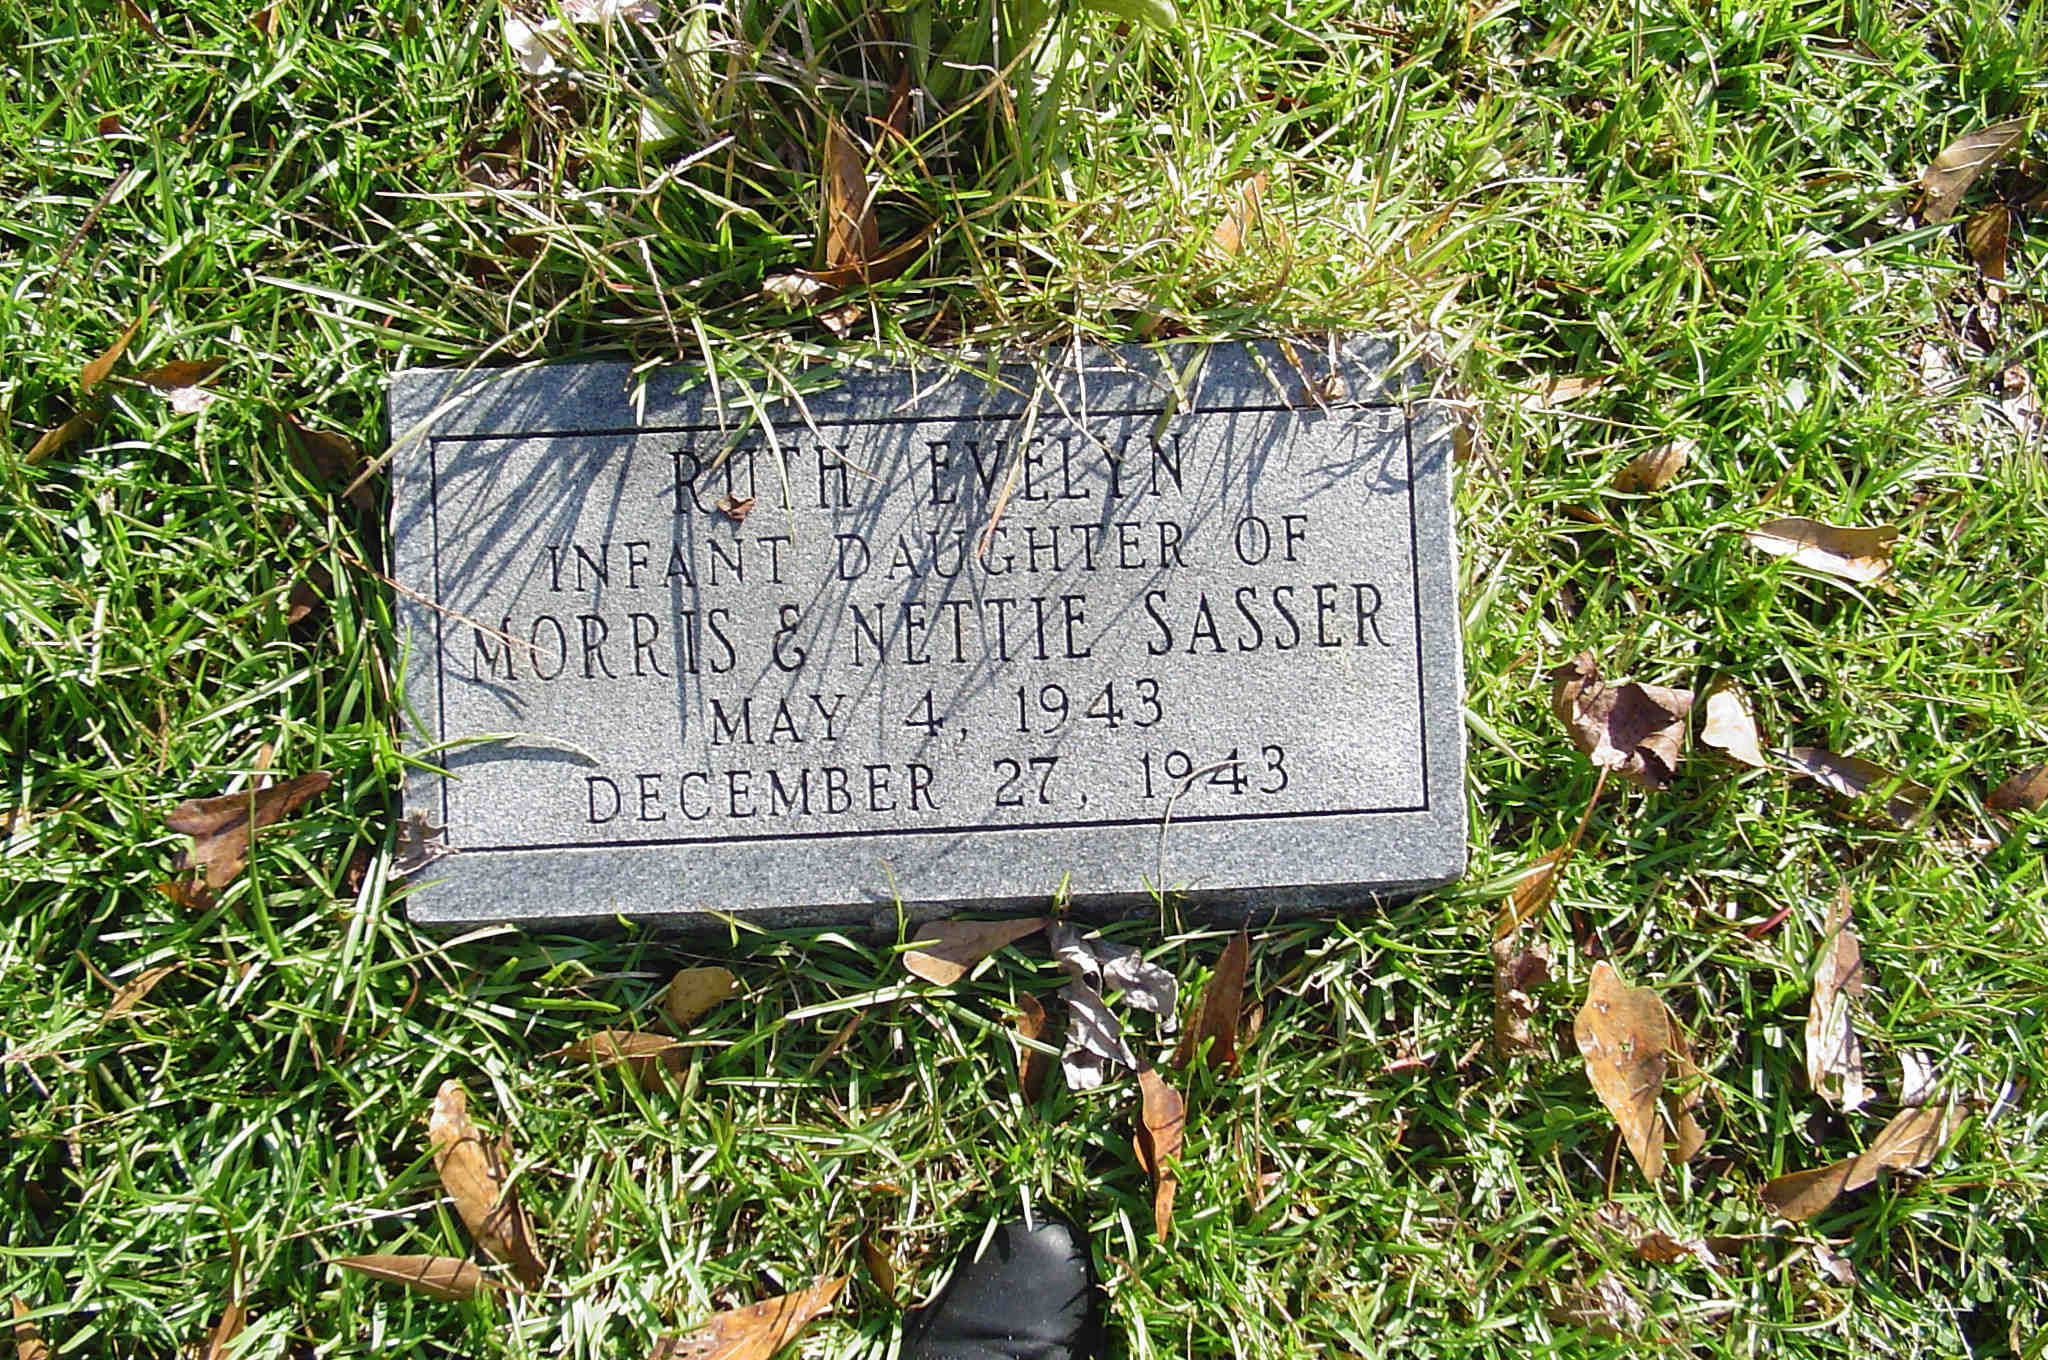 RUTH EVELYN
INFANT DAUGHTER OF
MORRIS & NETTIE SASSER
MAY 4, 1943
DECEMBER 27, 1943